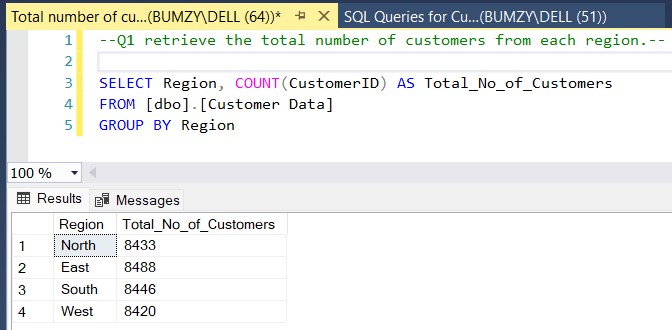 Total number of cu...(BUMZY\DELL (64))* SQL Queries for Cu...(BUMZY\DELL (51))
1 --Q1 retrieve the total number of customers from each region.--
2
3 SELECT Region, COUNT(CustomerID) AS Total_No_of_Customers
4 FROM [dbo].[Customer Data]
5 GROUP BY Region
100 %
Results Messages
Region Total_No_of_Customers
1 North 8433
2 East 8488
3 South 8446
4 West 8420